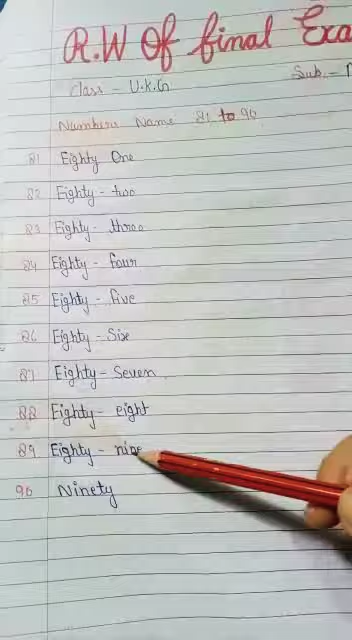 R.W Of final Exa
Class - U.K.G
Sub -
Numbers Name 81 to 90
81 Eighty One
82 Eighty - two
83 Eighty - three
84 Eighty - four
85 Eighty - five
86 Eighty - Six
87 Eighty - Seven
88 Eighty - eight
89 Eighty - nine
90 Ninety